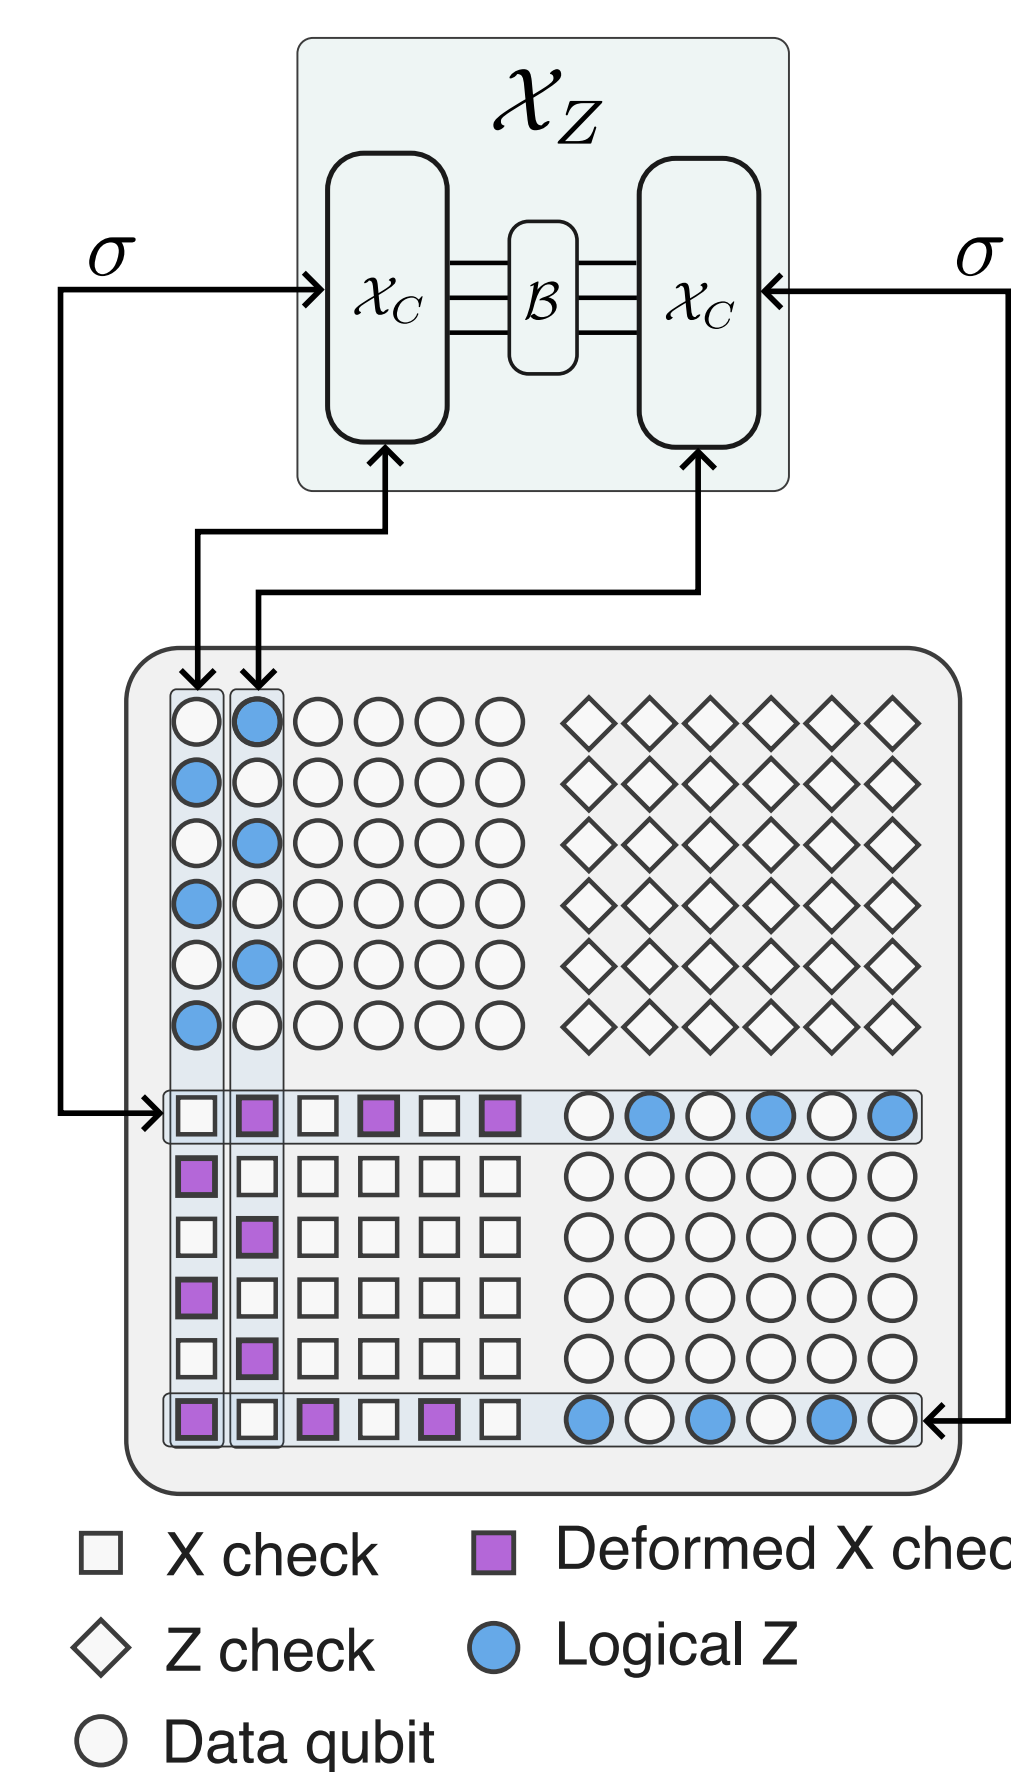 𝒳_Z
σ
σ
𝒳_C
ℬ
𝒳_C
X check
Deformed X chec
Z check
Logical Z
Data qubit